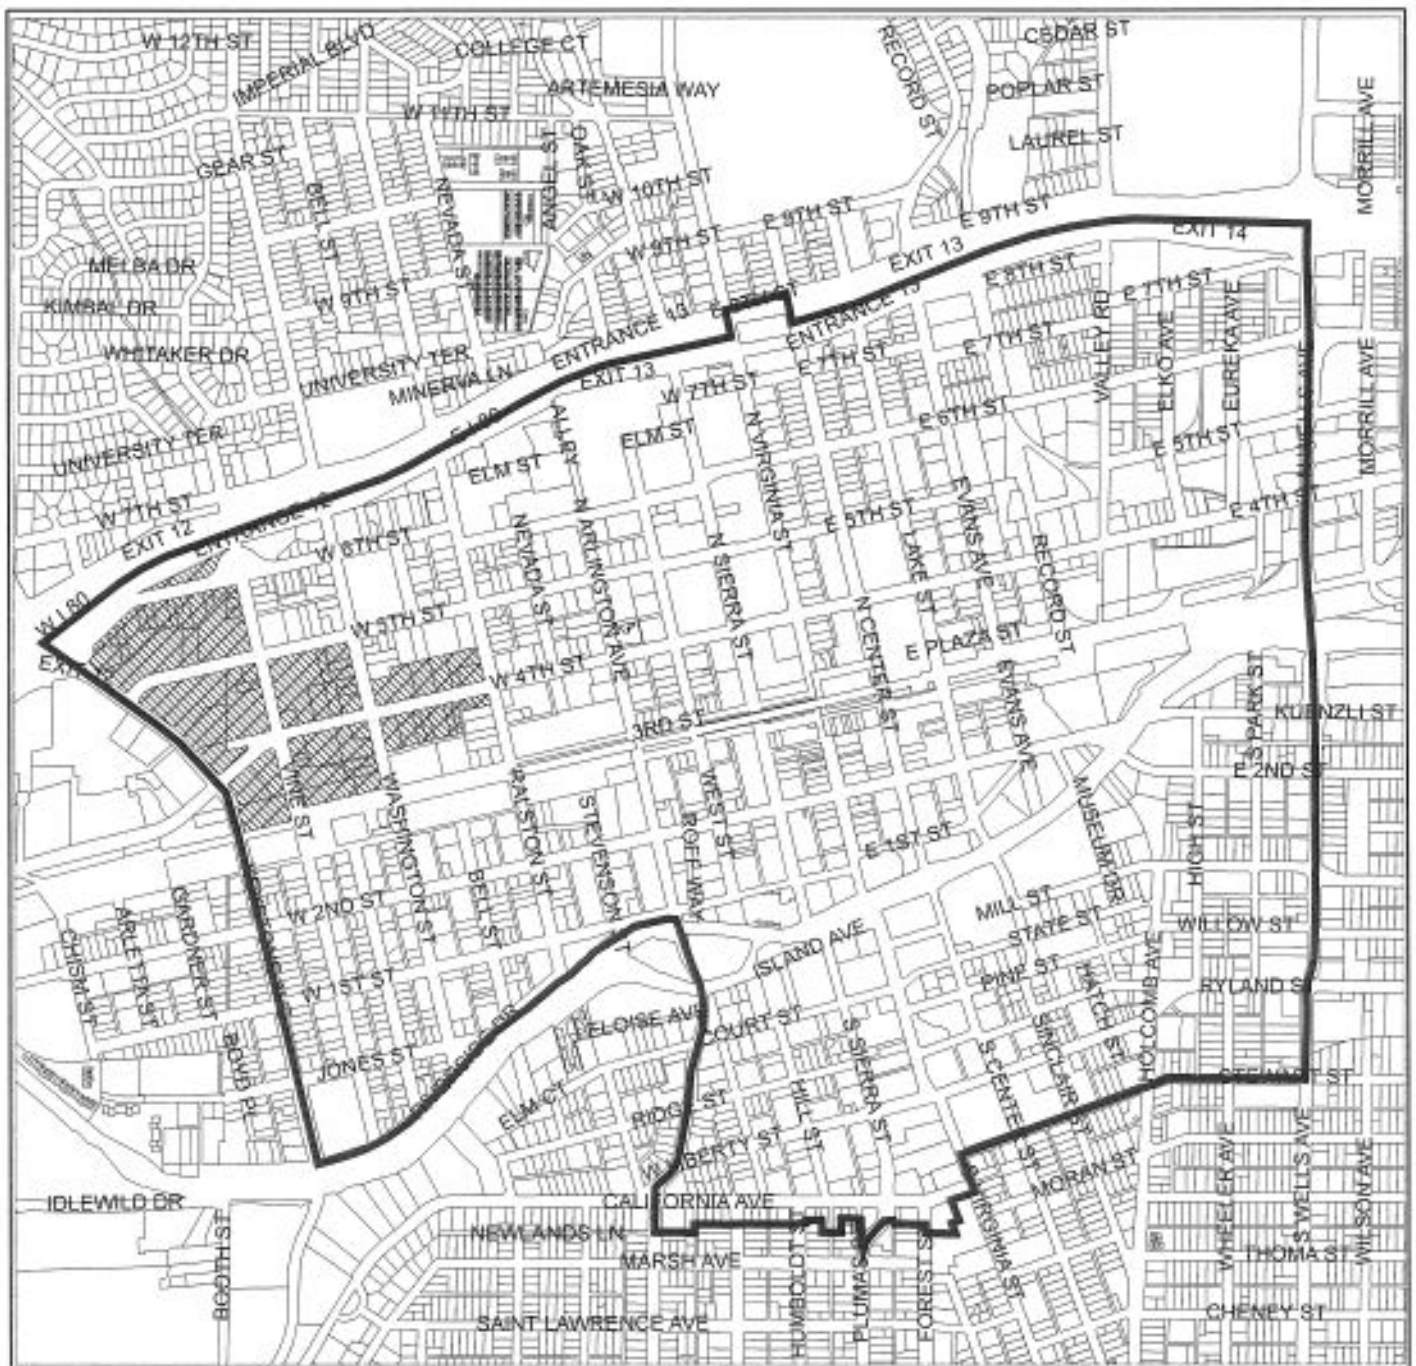 W 12TH ST
IMPERIAL BLVD
COLLEGE CT
ARTEMESIA WAY
RECORD ST
CEDAR ST
POPLAR ST
LAUREL ST
MORRILL AVE
W 11TH ST
GEAR ST
BELL ST
NEVADA ST
ANGEL ST
OAK ST
W 10TH ST
W 9TH ST
E 9TH ST
E 9TH ST
EXIT 13
EXIT 14
MELBA DR
KIMBAL DR
W 9TH ST
WHITAKER DR
UNIVERSITY TER
MINERVA LN
ENTRANCE 13
EXIT 13
E 8TH ST
E 7TH ST
VALLEY RD
ELKO AVE
EUREKA AVE
MORRILL AVE
E 7TH ST
E 7TH ST
W 7TH ST
ELM ST
N VIRGINIA ST
E 6TH ST
E 5TH ST
UNIVERSITY TER
ELM ST
W 7TH ST
EXIT 12
W 6TH ST
NEVADA ST
N ARLINGTON AVE
N SIERRA ST
E 5TH ST
LAKE ST
EVANS AVE
RECORD ST
E 4TH ST
W I 80
W 5TH ST
W 4TH ST
N CENTER ST
E PLAZA ST
EVANS AVE
3RD ST
S PARK ST
KUENZLI ST
E 2ND ST
VINE ST
WASHINGTON ST
RALSTON ST
STEVENSON ST
WEST ST
ROFF WAY
E 1ST ST
MUSEUM DR
HIGH ST
GARDNER ST
ARLETTA ST
CHISM ST
W 2ND ST
BELL ST
W 1ST ST
ISLAND AVE
MILL ST
STATE ST
PINE ST
HATCH ST
HOLCOMB AVE
WILLOW ST
RYLAND ST
BOYD PL
JONES ST
ELOISE AVE
COURT ST
S SIERRA ST
SINCLAIR ST
S CENTER ST
STEWART ST
ELM CT
RIDGE ST
HILL ST
W LIBERTY ST
MORAN ST
WHEELER AVE
S WELLS AVE
WILSON AVE
IDLEWILD DR
BOOTH ST
CALIFORNIA AVE
NEWLANDS LN
MARSH AVE
HUMBOLDT ST
PLUMAS
FOREST ST
S VIRGINIA ST
THOMA ST
SAINT LAWRENCE AVE
CHENEY ST